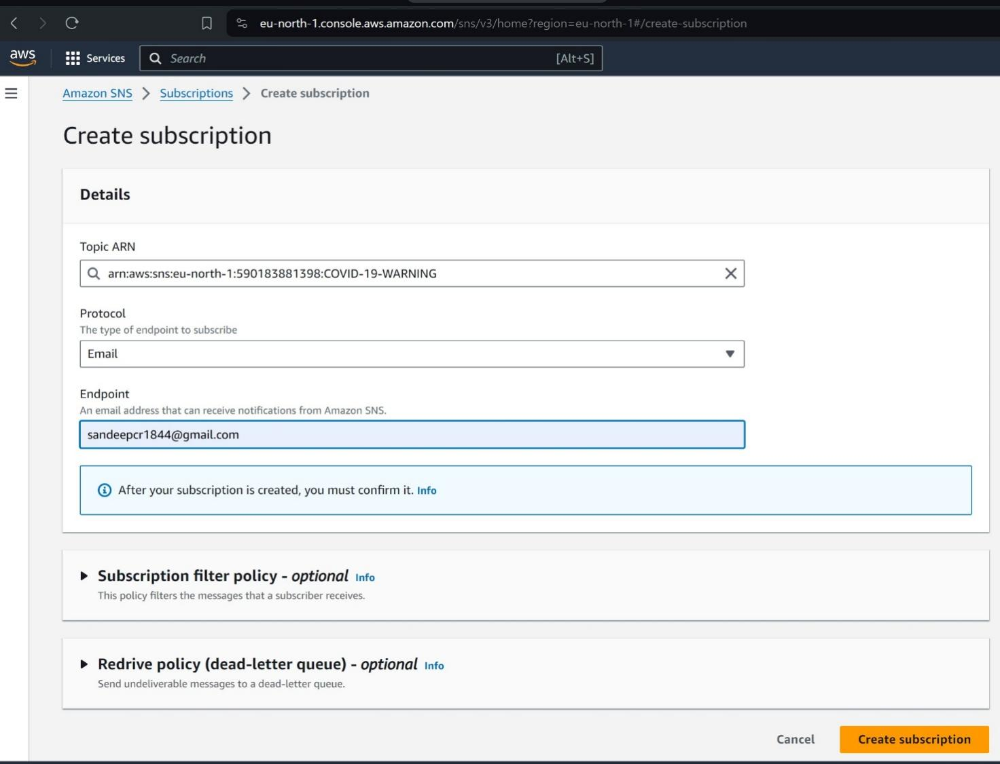 eu-north-1.console.aws.amazon.com/sns/v3/home?region=eu-north-1#/create-subscription
aws Services Search [Alt+S]
Amazon SNS > Subscriptions > Create subscription
Create subscription
Details
Topic ARN
arn:aws:sns:eu-north-1:590183881398:COVID-19-WARNING
Protocol
The type of endpoint to subscribe
Email
Endpoint
An email address that can receive notifications from Amazon SNS.
sandeepcr1844@gmail.com
After your subscription is created, you must confirm it. Info
Subscription filter policy - optional Info
This policy filters the messages that a subscriber receives.
Redrive policy (dead-letter queue) - optional Info
Send undeliverable messages to a dead-letter queue.
Cancel Create subscription